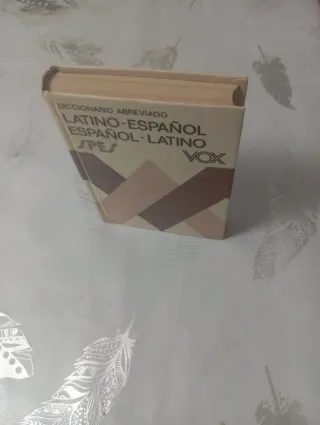 DICCIONARIO ABREVIADO
LATINO-ESPAÑOL
ESPAÑOL-LATINO
SPES
VOX